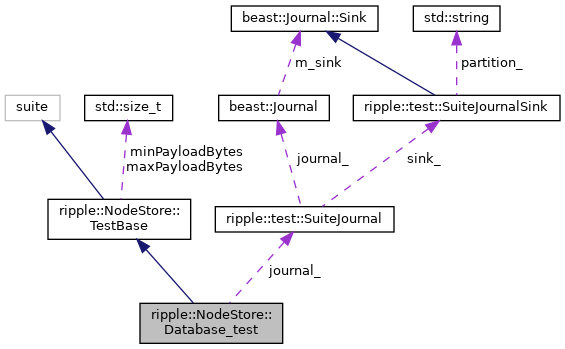 beast::Journal::Sink
std::string
m_sink
partition_
suite
std::size_t
beast::Journal
ripple::test::SuiteJournalSink
minPayloadBytes
maxPayloadBytes
journal_
sink_
ripple::NodeStore::
TestBase
ripple::test::SuiteJournal
journal_
ripple::NodeStore::
Database_test